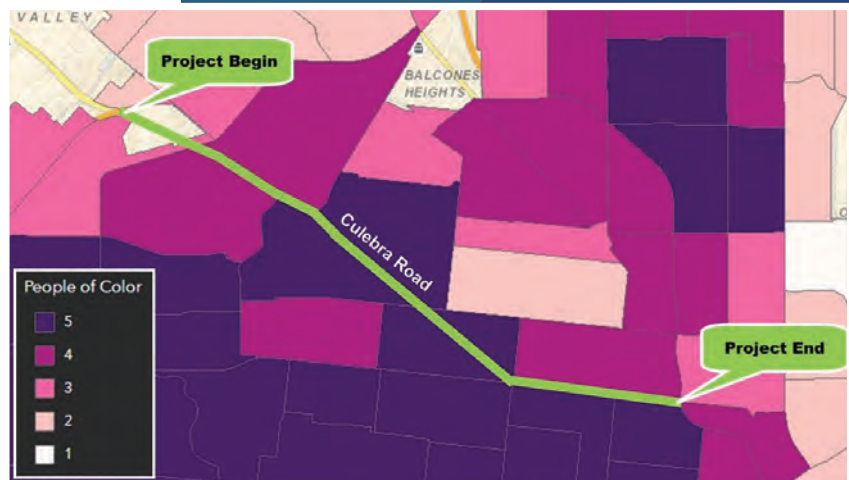 VALLEY
Project Begin
BALCONES
HEIGHTS
Culebra Road
People of Color
5
4
3
2
1
Project End